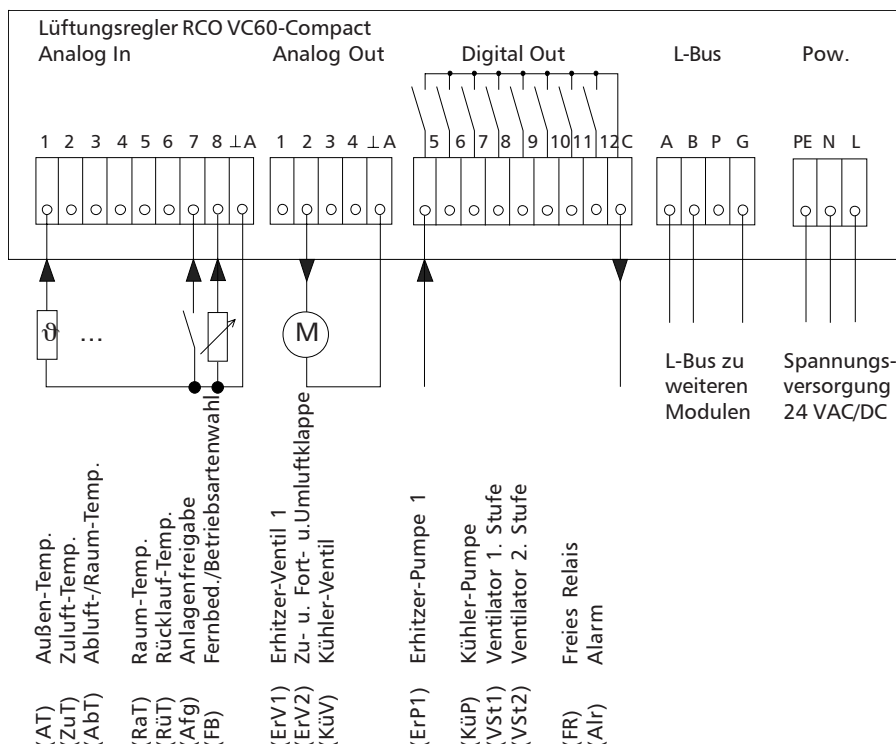 Lüftungsregler RCO VC60-Compact
Analog In
Analog Out
Digital Out
L-Bus
Pow.
1 2 3 4 5 6 7 8 ⊥A
1 2 3 4 ⊥A
5 6 7 8 9 10 11 12 C
A B P G
PE N L
ϑ ...
M
L-Bus zu
weiteren
Modulen
Spannungs-
versorgung
24 VAC/DC
(AT) Außen-Temp.
(ZuT) Zuluft-Temp.
(AbT) Abluft-/Raum-Temp.
(RaT) Raum-Temp.
(RüT) Rücklauf-Temp.
(Afg) Anlagenfreigabe
(FB) Fernbed./Betriebsartenwahl
(ErV1) Erhitzer-Ventil 1
(ErV2) Zu- u. Fort- u.Umluftklappe
(KüV) Kühler-Ventil
(ErP1) Erhitzer-Pumpe 1
(KüP) Kühler-Pumpe
(VSt1) Ventilator 1. Stufe
(VSt2) Ventilator 2. Stufe
(FR) Freies Relais
(Alr) Alarm